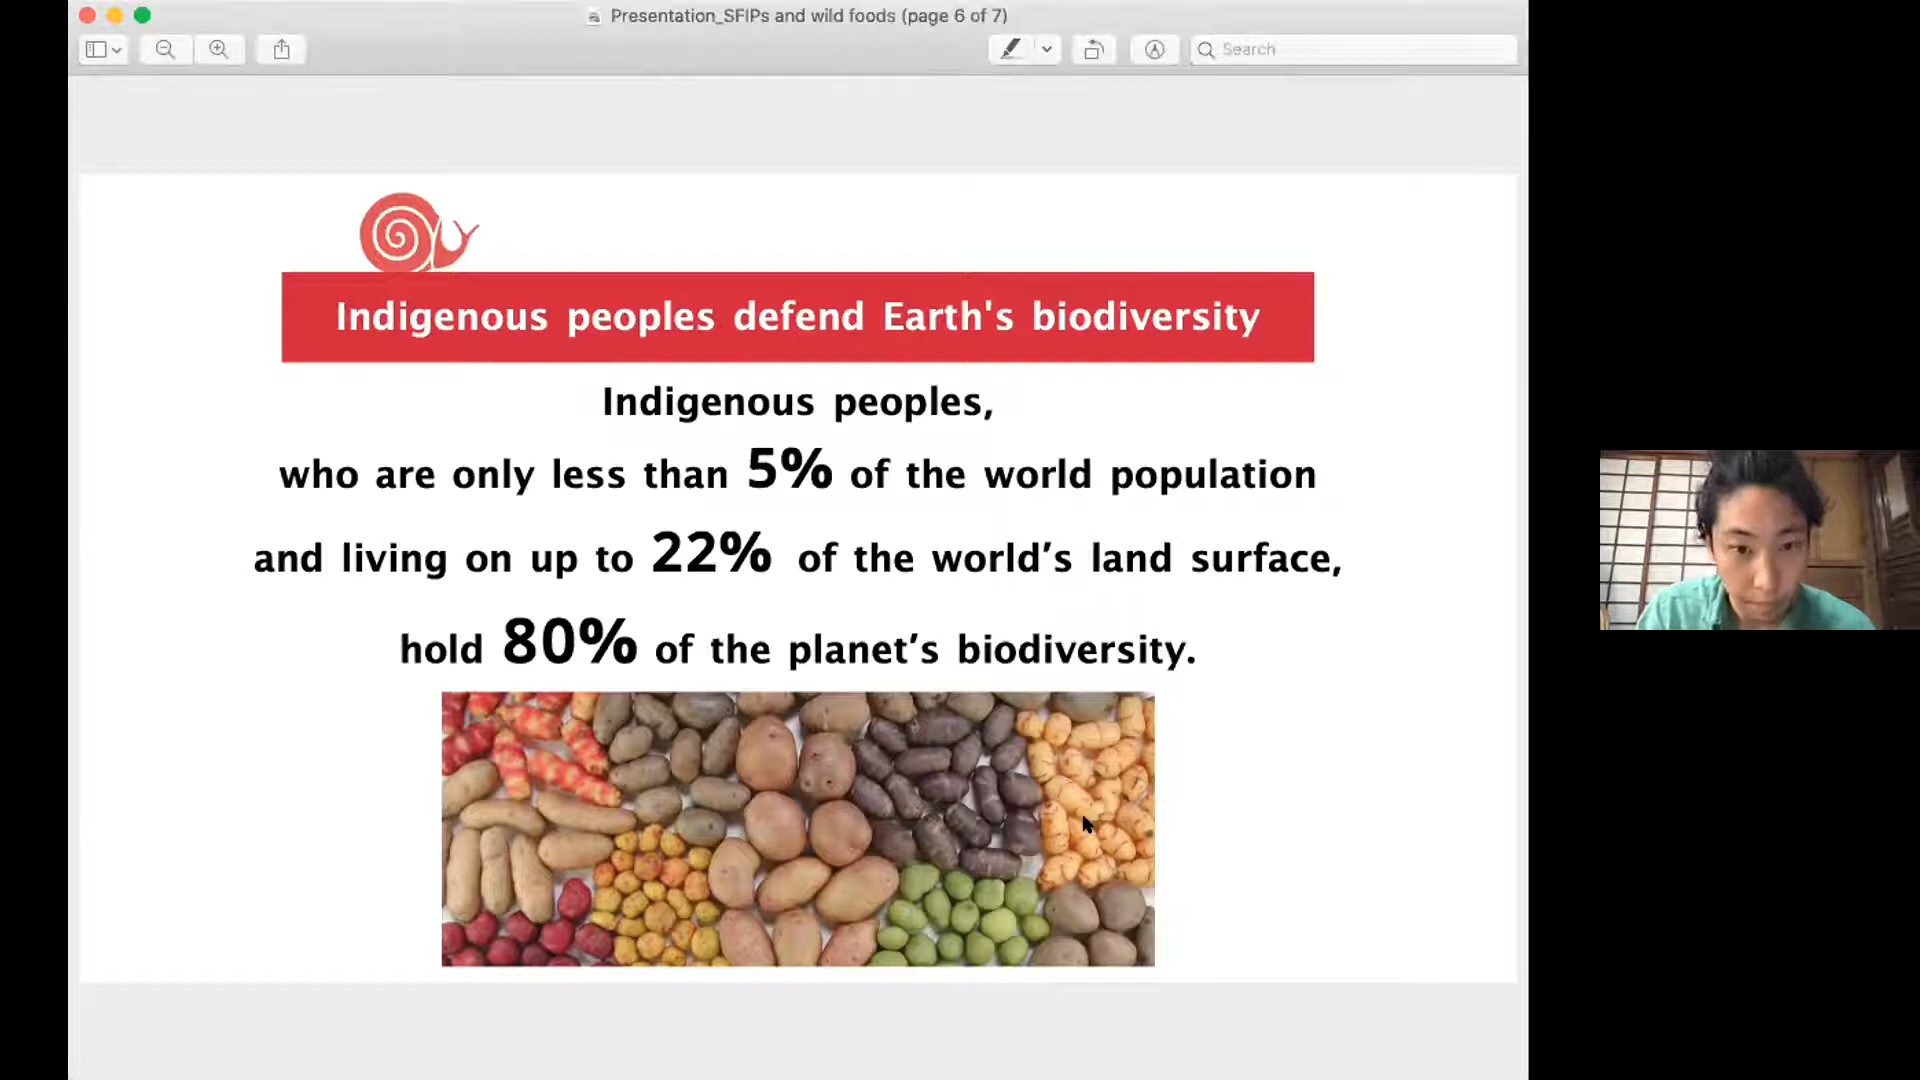 Presentation_SFIPs and wild foods (page 6 of 7)
Search
Indigenous peoples defend Earth's biodiversity
Indigenous peoples,
who are only less than 5% of the world population
and living on up to 22% of the world’s land surface,
hold 80% of the planet’s biodiversity.